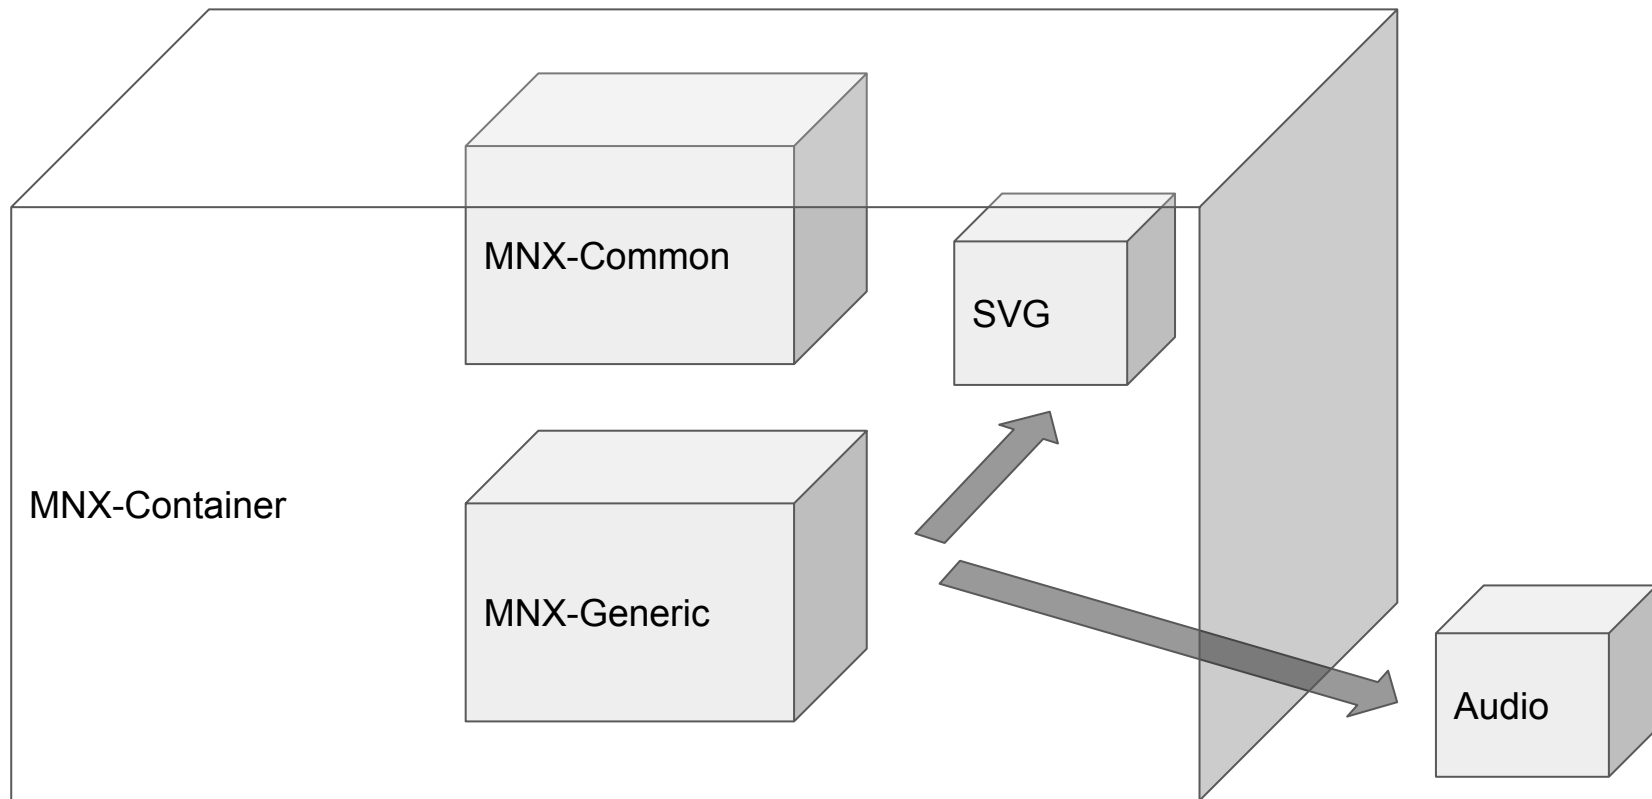 MNX-Common
SVG
MNX-Container
MNX-Generic
Audio